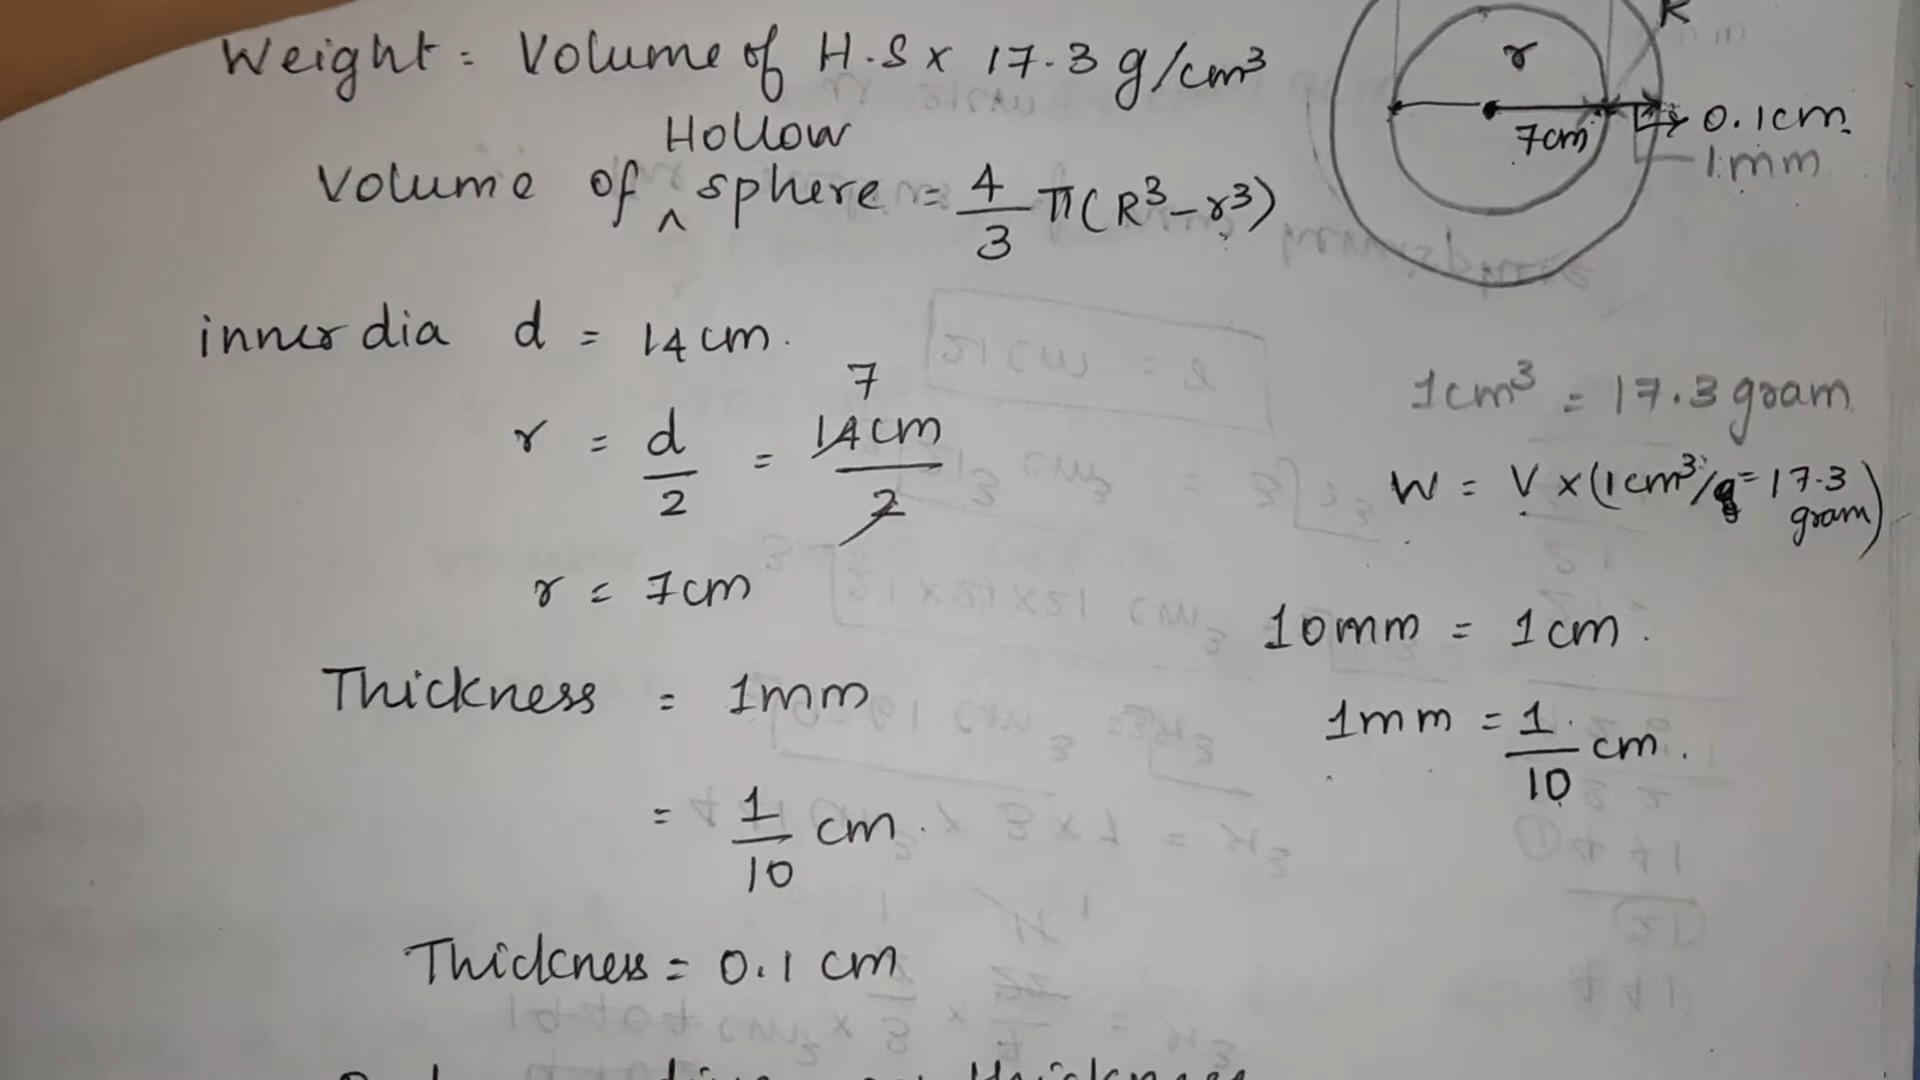 Weight = Volume of H.S x 17.3 g/cm³
Hollow
Volume of ^ sphere = 4/3 π(R³-r³)
R
r
7cm
0.1cm.
1mm
inner dia d = 14 cm.
7
r = d/2 = 14cm/2
r = 7cm
1cm³ = 17.3 gram
W = V x (1cm³/g = 17.3 gram)
10mm = 1cm.
Thickness = 1mm
1mm = 1/10 cm.
= 1/10 cm.
Thickness = 0.1 cm